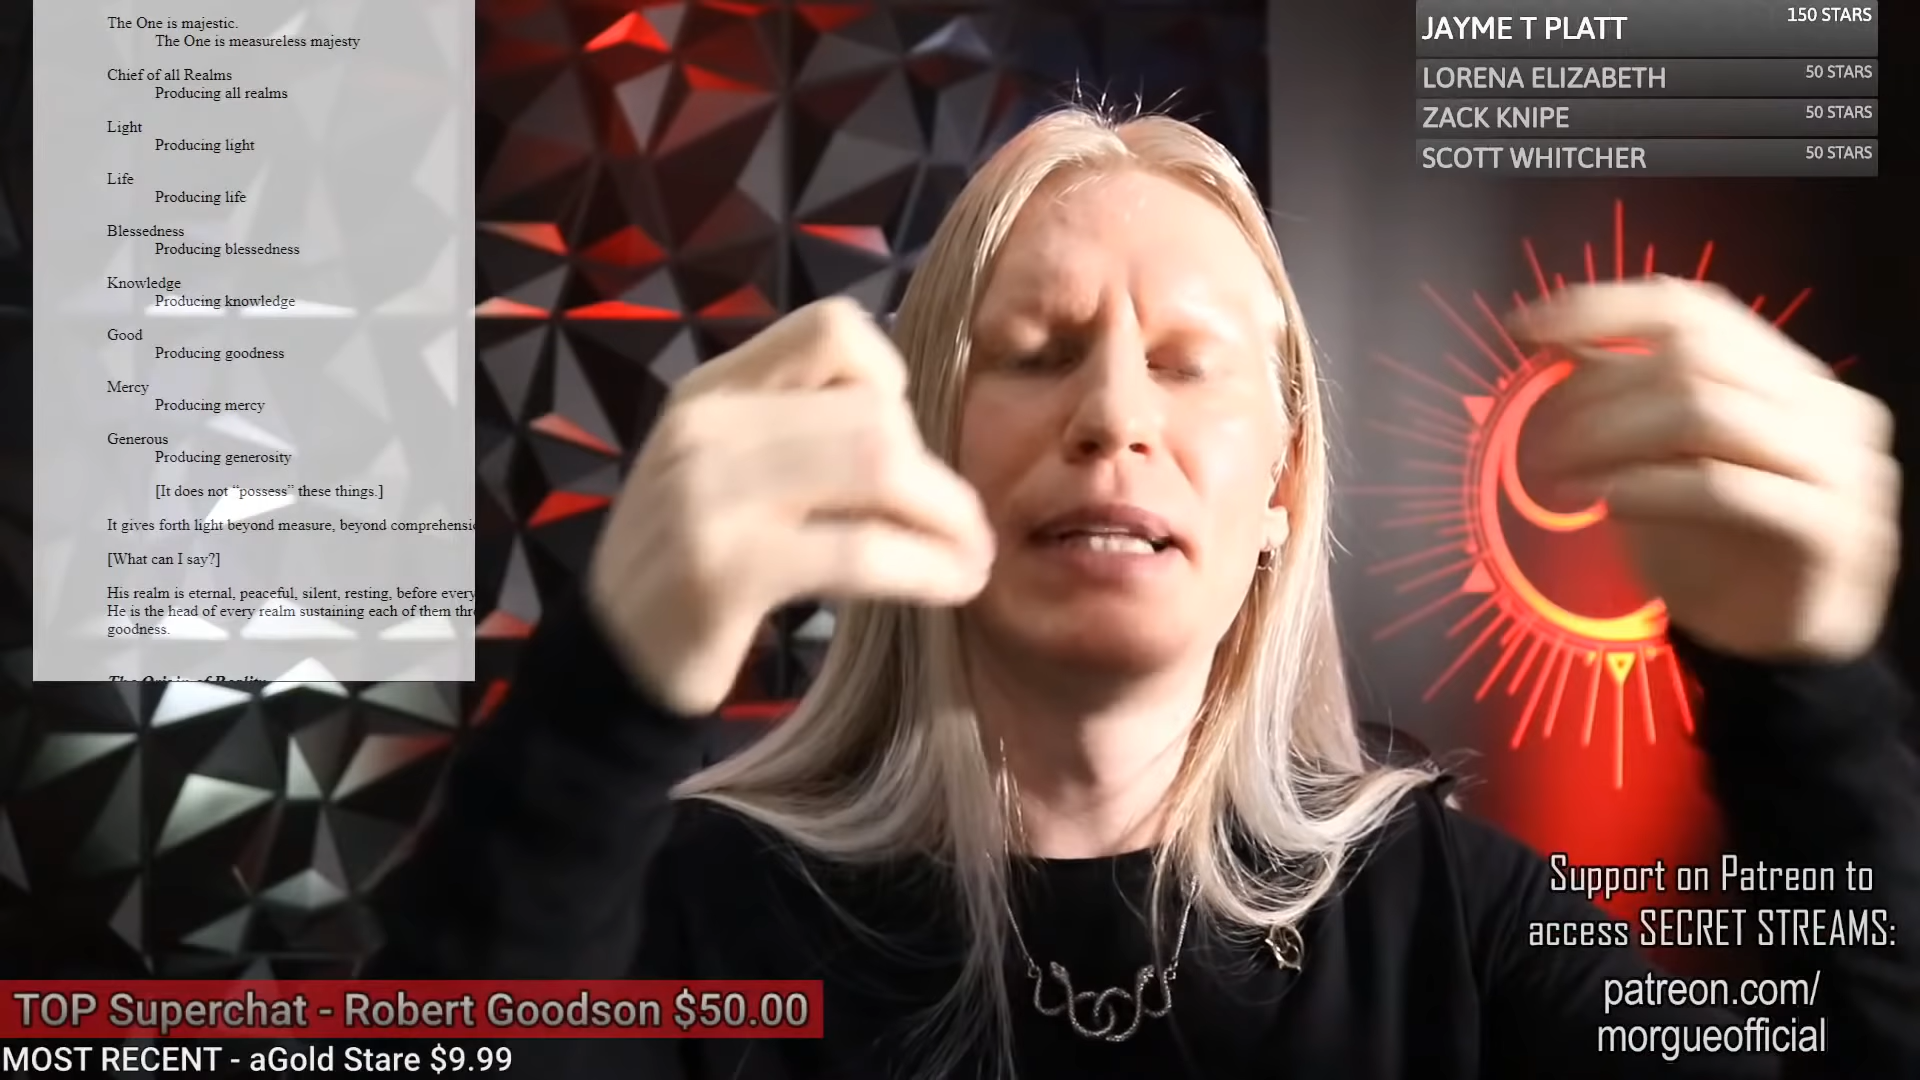 The One is majestic.
The One is measureless majesty
Chief of all Realms
Producing all realms
Light
Producing light
Life
Producing life
Blessedness
Producing blessedness
Knowledge
Producing knowledge
Good
Producing goodness
Mercy
Producing mercy
Generous
Producing generosity
[It does not “possess” these things.]
It gives forth light beyond measure, beyond
[What can I say?]
His realm is eternal, peaceful, silent, resting, before every
He is the head of every realm sustaining each of them
goodness.
The Origin of Reality
JAYME T PLATT 150 STARS
LORENA ELIZABETH 50 STARS
ZACK KNIPE 50 STARS
SCOTT WHITCHER 50 STARS
Support on Patreon to
access SECRET STREAMS:
patreon.com/
morgueofficial
TOP Superchat - Robert Goodson $50.00
MOST RECENT - aGold Stare $9.99